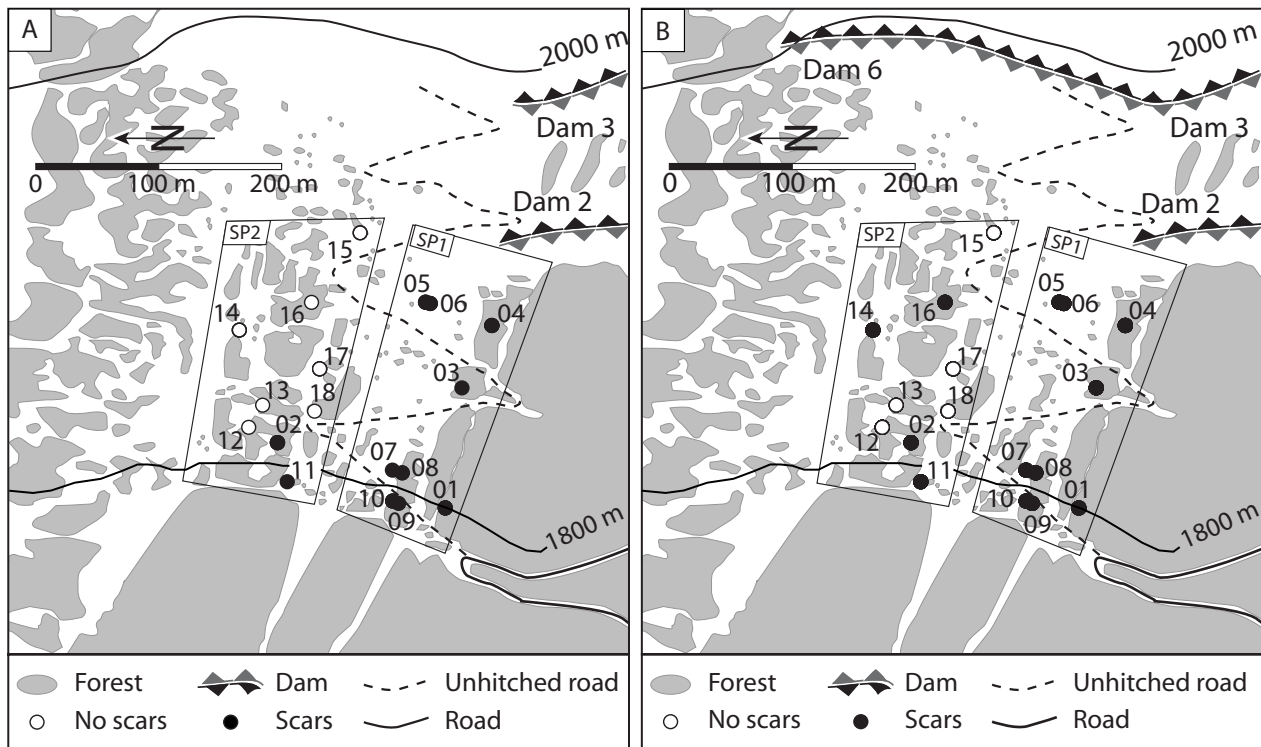 A
2000 m
Dam 3
N
0 100 m 200 m
Dam 2
SP2
SP1
15
05
06
04
14
16
17
03
13
18
12
02
07
08
11
10
01
09
1800 m
Forest Dam Unhitched road
No scars Scars Road
B
2000 m
Dam 6
Dam 3
N
0 100 m 200 m
Dam 2
SP2
SP1
15
05
06
04
14
16
17
03
13
18
12
02
07
08
11
10
01
09
1800 m
Forest Dam Unhitched road
No scars Scars Road